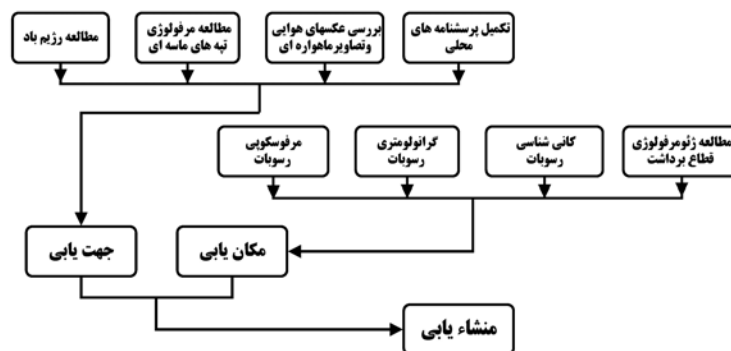 تکمیل پرسشنامه های
محلی
بررسی عکسهای هوایی
وتصاویرماهواره ای
مطالعه مرفولوژی
تپه های ماسه ای
مطالعه رژیم باد
مطالعه ژئومرفولوژی
قطاع برداشت
کانی شناسی
رسوبات
گرانولومتری
رسوبات
مرفوسکوپی
رسوبات
مکان یابی
جهت یابی
منشاء یابی